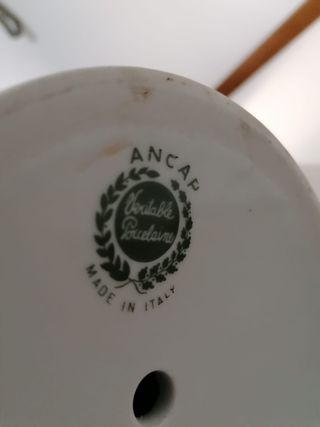 ANCAP
Veritable
Porcelaine
MADE IN ITALY